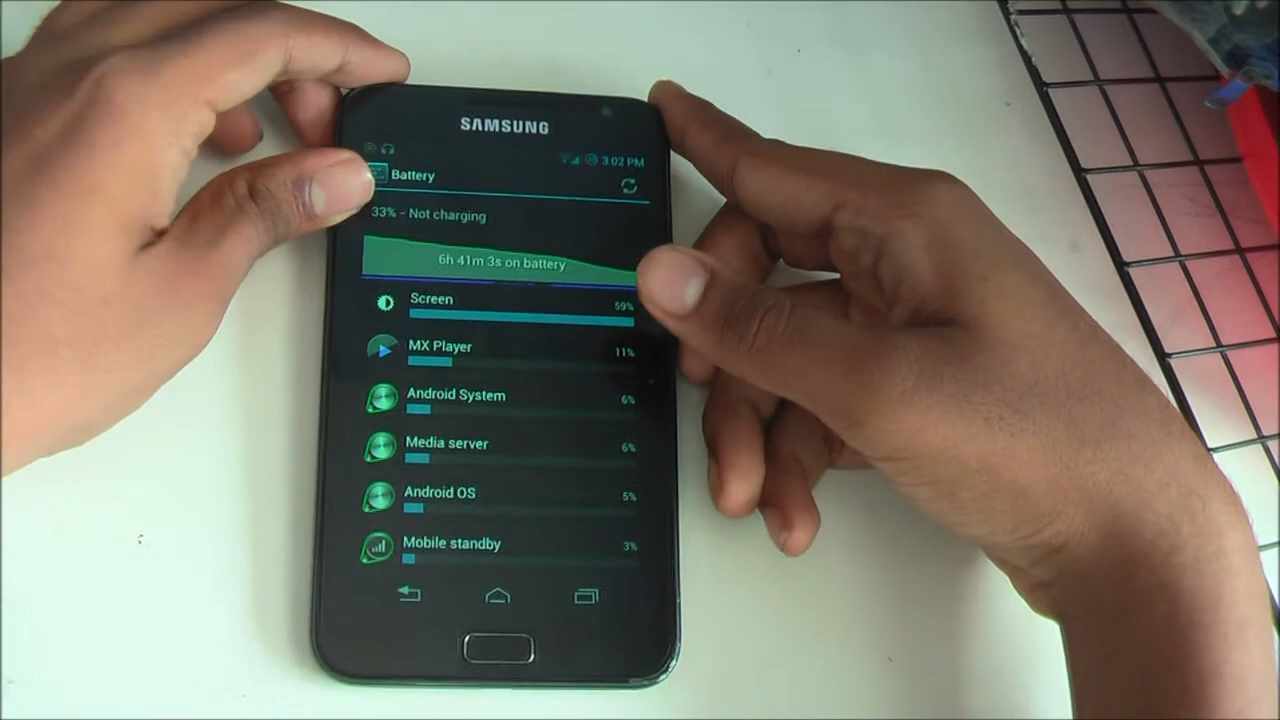 SAMSUNG
3:02 PM
Battery
33% - Not charging
6h 41m 3s on battery
Screen 59%
MX Player 11%
Android System 6%
Media server 6%
Android OS 5%
Mobile standby 3%